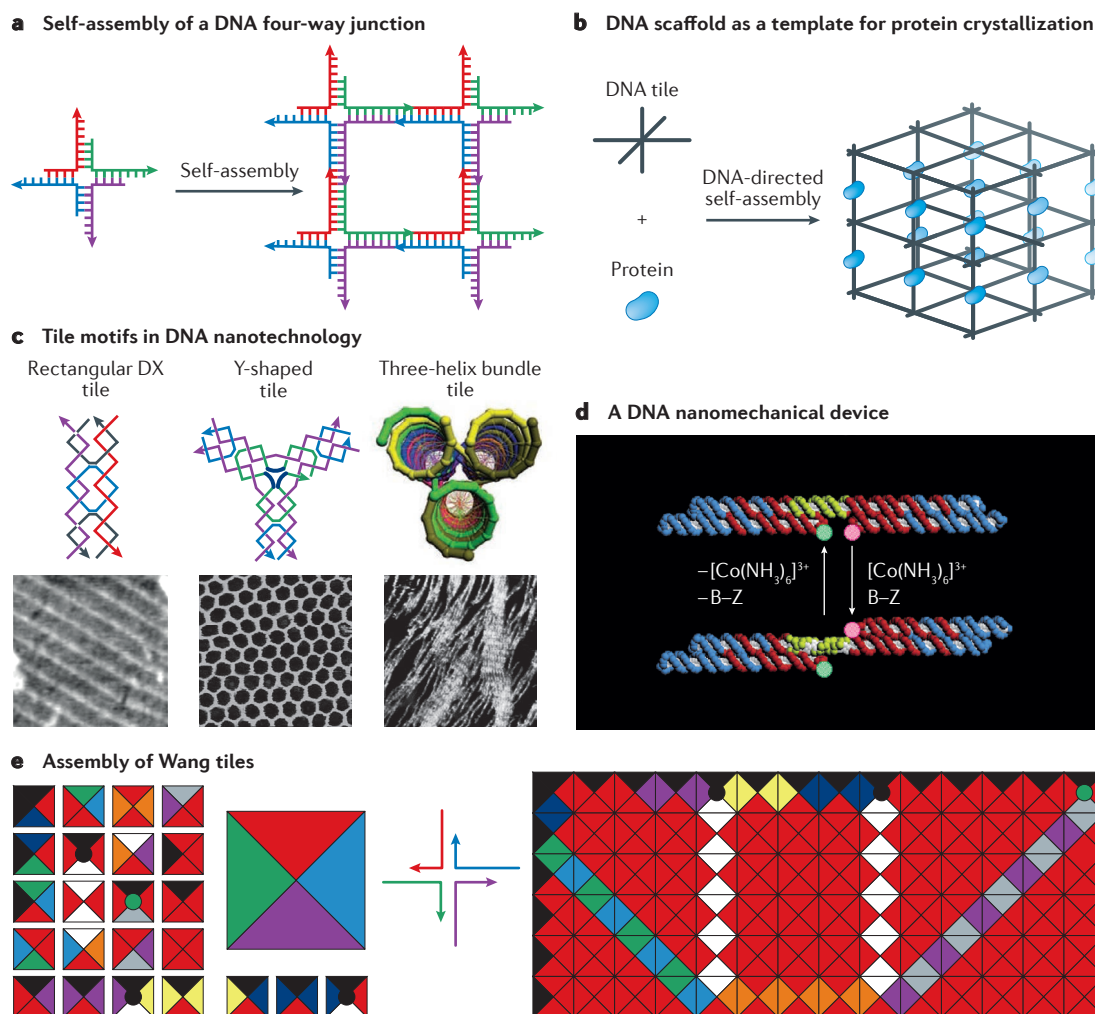 a Self-assembly of a DNA four-way junction
Self-assembly
b DNA scaffold as a template for protein crystallization
DNA tile
+
Protein
DNA-directed
self-assembly
c Tile motifs in DNA nanotechnology
Rectangular DX
tile
Y-shaped
tile
Three-helix bundle
tile
d A DNA nanomechanical device
–[Co(NH3)6]3+
–B–Z
[Co(NH3)6]3+
B–Z
e Assembly of Wang tiles